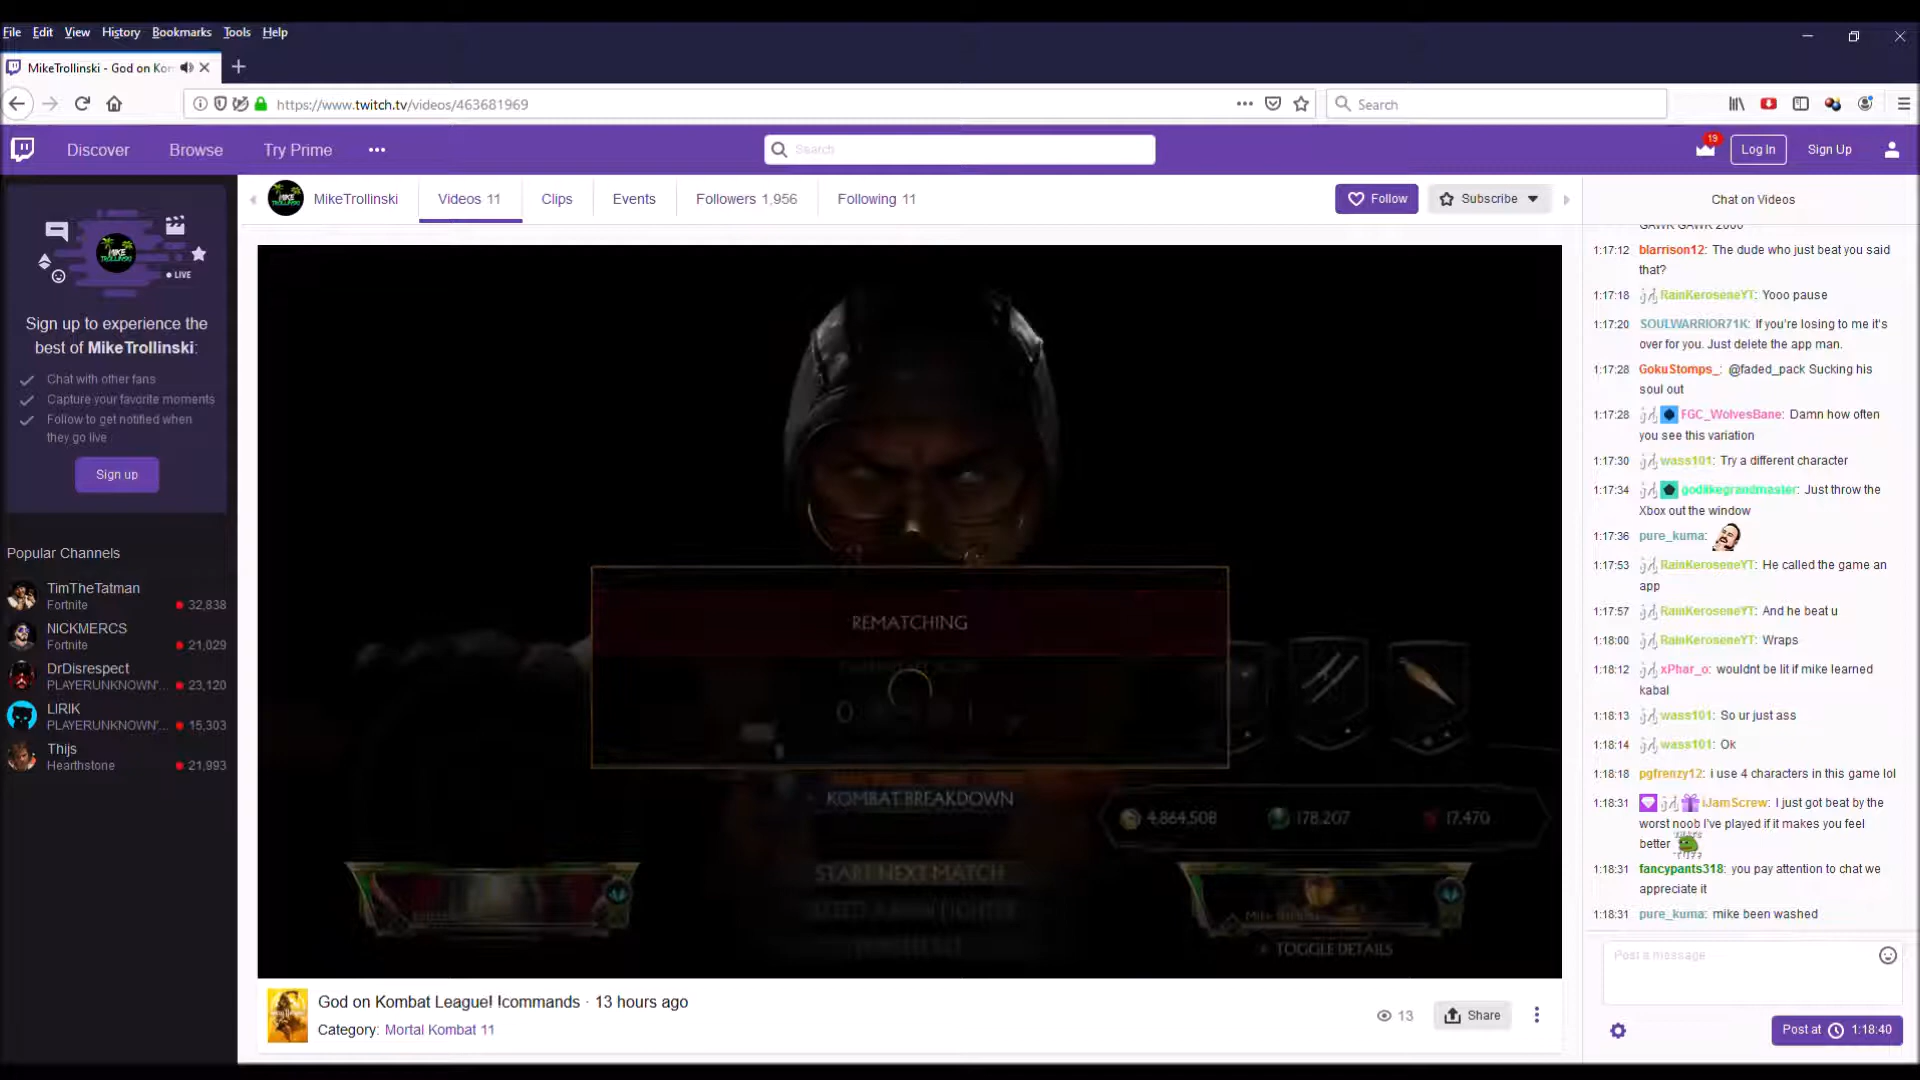 File Edit View History Bookmarks Tools Help
MikeTrollinski - God on Kor
https://www.twitch.tv/videos/463681969
Search
Discover
Browse
Try Prime
Search
19
Log In
Sign Up
MIKE TROLLINSKI
LIVE
Sign up to experience the
best of MikeTrollinski:
Chat with other fans
Capture your favorite moments
Follow to get notified when
they go live
Sign up
Popular Channels
TimTheTatman
Fortnite
32,838
NICKMERCS
Fortnite
21,029
DrDisrespect
PLAYERUNKNOWN'...
23,120
LIRIK
PLAYERUNKNOWN'...
15,303
Thijs
Hearthstone
21,993
MikeTrollinski
Videos 11
Clips
Events
Followers 1,956
Following 11
Follow
Subscribe
REMATCHING
KOMBAT BREAKDOWN
4,864,508
178,207
17,470
START NEXT MATCH
TOGGLE DETAILS
God on Kombat League! !commands · 13 hours ago
Category: Mortal Kombat 11
13
Share
Chat on Videos
GAWK GAWK 2000
1:17:12 blarrison12: The dude who just beat you said
that?
1:17:18 RainKeroseneYT: Yooo pause
1:17:20 SOULWARRIOR71K: If you're losing to me it's
over for you. Just delete the app man.
1:17:28 GokuStomps_: @faded_pack Sucking his
soul out
1:17:28 FGC_WolvesBane: Damn how often
you see this variation
1:17:30 wass101: Try a different character
1:17:34 godlikegrandmaster: Just throw the
Xbox out the window
1:17:36 pure_kuma:
1:17:53 RainKeroseneYT: He called the game an
app
1:17:57 RainKeroseneYT: And he beat u
1:18:00 RainKeroseneYT: Wraps
1:18:12 xPhar_o: wouldnt be lit if mike learned
kabal
1:18:13 wass101: So ur just ass
1:18:14 wass101: Ok
1:18:18 pgfrenzy12: i use 4 characters in this game lol
1:18:31 iJamScrew: I just got beat by the
worst noob I've played if it makes you feel
better
1:18:31 fancypants318: you pay attention to chat we
appreciate it
1:18:31 pure_kuma: mike been washed
Post a message
Post at 1:18:40